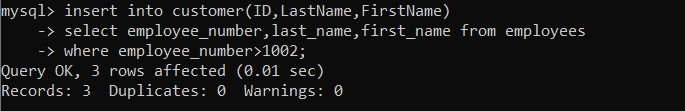 mysql> insert into customer(ID,LastName,FirstName)
    -> select employee_number,last_name,first_name from employees
    -> where employee_number>1002;
Query OK, 3 rows affected (0.01 sec)
Records: 3  Duplicates: 0  Warnings: 0